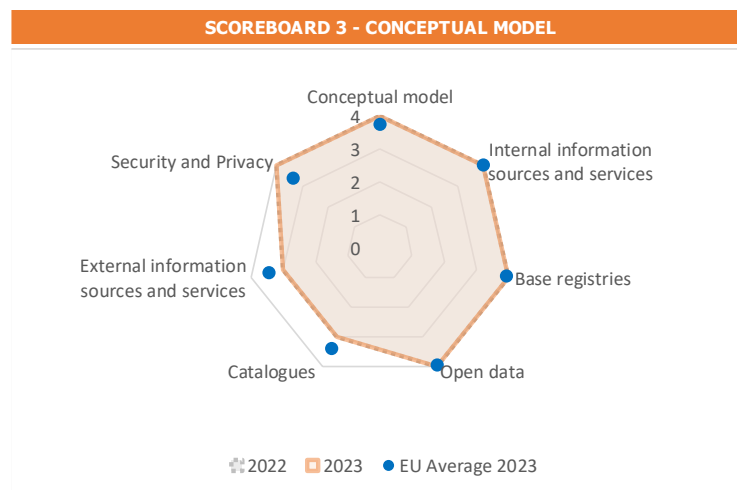 SCOREBOARD 3 - CONCEPTUAL MODEL
Conceptual model
4
3
2
1
0
Internal information
sources and services
Base registries
Open data
Catalogues
External information
sources and services
Security and Privacy
2022
2023
EU Average 2023